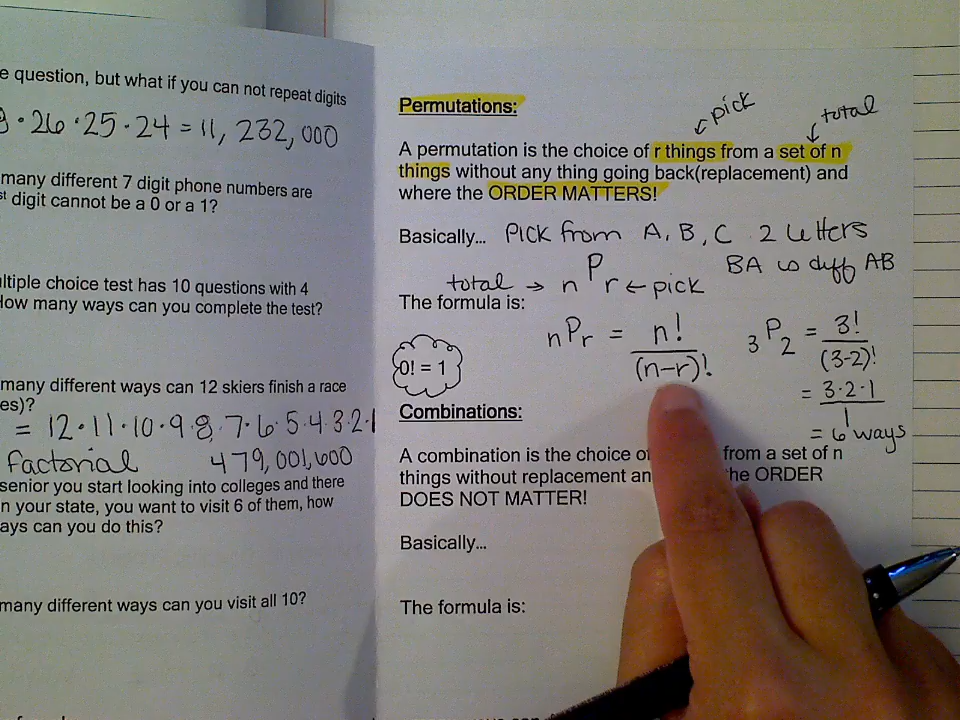 e question, but what if you can not repeat digits
· 26 · 25 · 24 = 11, 232, 000
many different 7 digit phone numbers are
st digit cannot be a 0 or a 1?
ltiple choice test has 10 questions with 4
How many ways can you complete the test?
many different ways can 12 skiers finish a race
es)?
= 12 · 11 · 10 · 9 · 8 · 7 · 6 · 5 · 4 · 3 · 2 · 1
factorial 479,001,600
senior you start looking into colleges and there
n your state, you want to visit 6 of them, how
ays can you do this?
many different ways can you visit all 10?
Permutations:
pick
total
A permutation is the choice of r things from a set of n
things without any thing going back(replacement) and
where the ORDER MATTERS!
Basically... PICK from A, B, C 2 letters
BA is diff AB
total → n P r ← pick
The formula is:
nPr = n! / (n-r)!
3P2 = 3! / (3-2)!
= 3·2·1 / 1
= 6 ways
0! = 1
Combinations:
A combination is the choice of from a set of n
things without replacement an he ORDER
DOES NOT MATTER!
Basically...
The formula is: